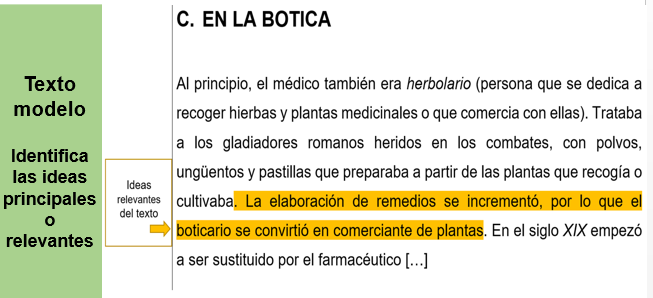 Texto
modelo
Identifica
las ideas
principales
o
relevantes
Ideas
relevantes
del texto
C. EN LA BOTICA
Al principio, el médico también era herbolario (persona que se dedica a
recoger hierbas y plantas medicinales o que comercia con ellas). Trataba
a los gladiadores romanos heridos en los combates, con polvos,
ungüentos y pastillas que preparaba a partir de las plantas que recogía o
cultivaba. La elaboración de remedios se incrementó, por lo que el
boticario se convirtió en comerciante de plantas. En el siglo XIX empezó
a ser sustituido por el farmacéutico […]